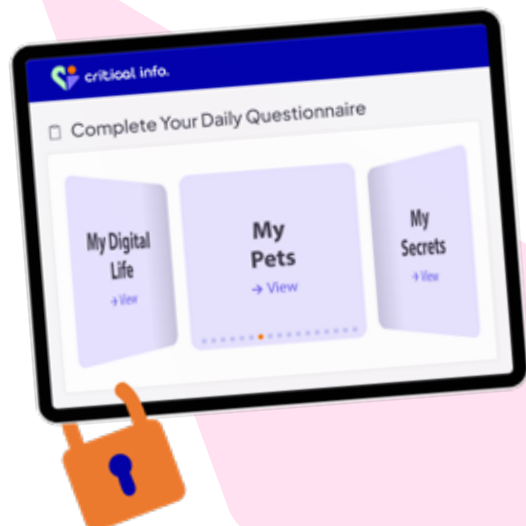 critical info.
Complete Your Daily Questionnaire
My Digital
Life
→ View
My
Pets
→ View
My
Secrets
→ View